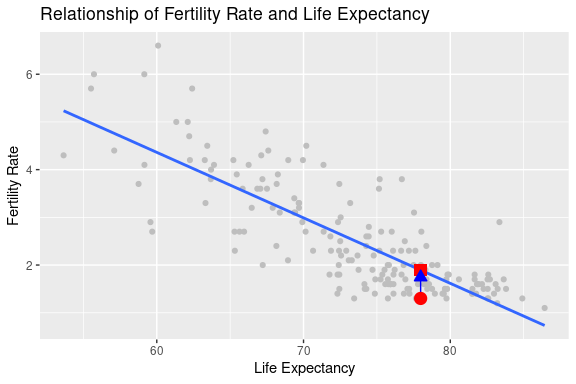 Relationship of Fertility Rate and Life Expectancy
Fertility Rate
6
4
2
60
70
80
Life Expectancy